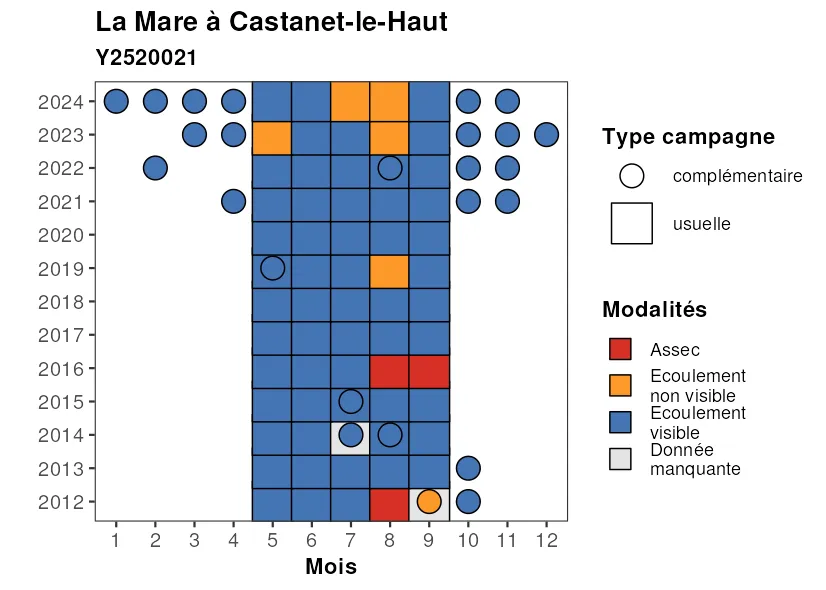 La Mare à Castanet-le-Haut
Y2520021
2024
2023
2022
2021
2020
2019
2018
2017
2016
2015
2014
2013
2012
1 2 3 4 5 6 7 8 9 10 11 12
Mois
Type campagne
complémentaire
usuelle
Modalités
Assec
Ecoulement
non visible
Ecoulement
visible
Donnée
manquante